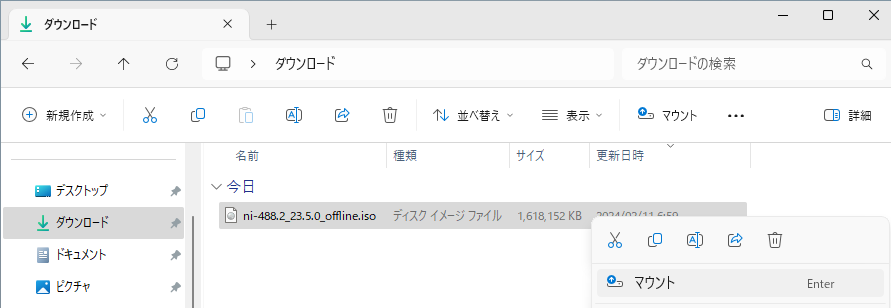 ダウンロード
ダウンロード
ダウンロードの検索
新規作成
並べ替え
表示
マウント
詳細
名前 種類 サイズ 更新日時
デスクトップ
ダウンロード
ドキュメント
ピクチャ
今日
ni-488.2_23.5.0_offline.iso ディスク イメージ ファイル 1,618,152 KB
マウント Enter